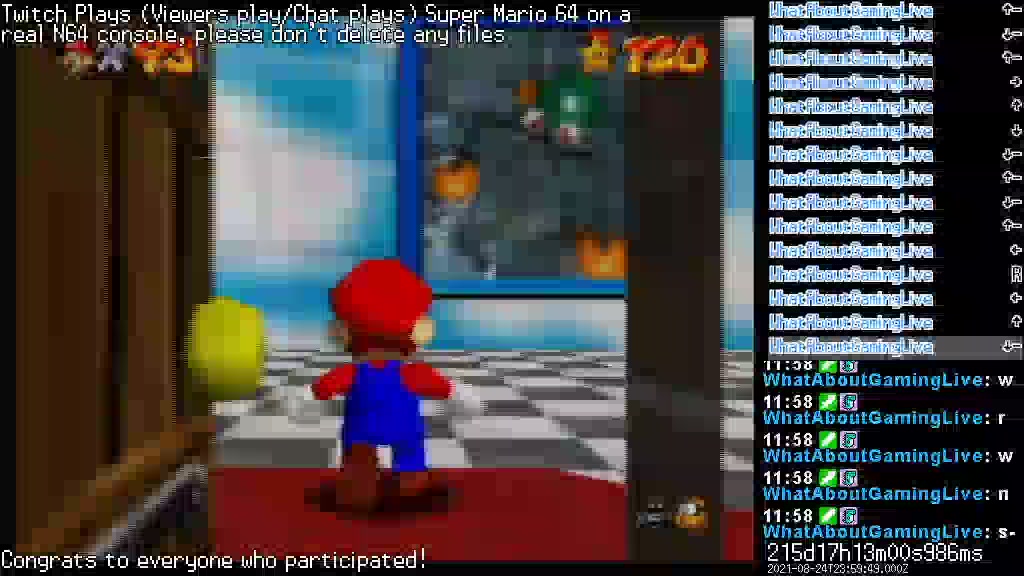 Twitch Plays (Viewers play/Chat plays) Super Mario 64 on a
real N64 console, please don't delete any files
120
WhatAboutGamingLive ↑-
WhatAboutGamingLive ↓-
WhatAboutGamingLive ↑-
WhatAboutGamingLive →
WhatAboutGamingLive ↑
WhatAboutGamingLive ↓
WhatAboutGamingLive ↓-
WhatAboutGamingLive ↑-
WhatAboutGamingLive ↓-
WhatAboutGamingLive ↑-
WhatAboutGamingLive ←
WhatAboutGamingLive R
WhatAboutGamingLive ←
WhatAboutGamingLive ↑
WhatAboutGamingLive ↓-
11:58
WhatAboutGamingLive: w
11:58
WhatAboutGamingLive: r
11:58
WhatAboutGamingLive: w
11:58
WhatAboutGamingLive: n
11:58
WhatAboutGamingLive: s-
215d17h13m00s986ms
2021-08-24T23:59:49.000Z
Congrats to everyone who participated!